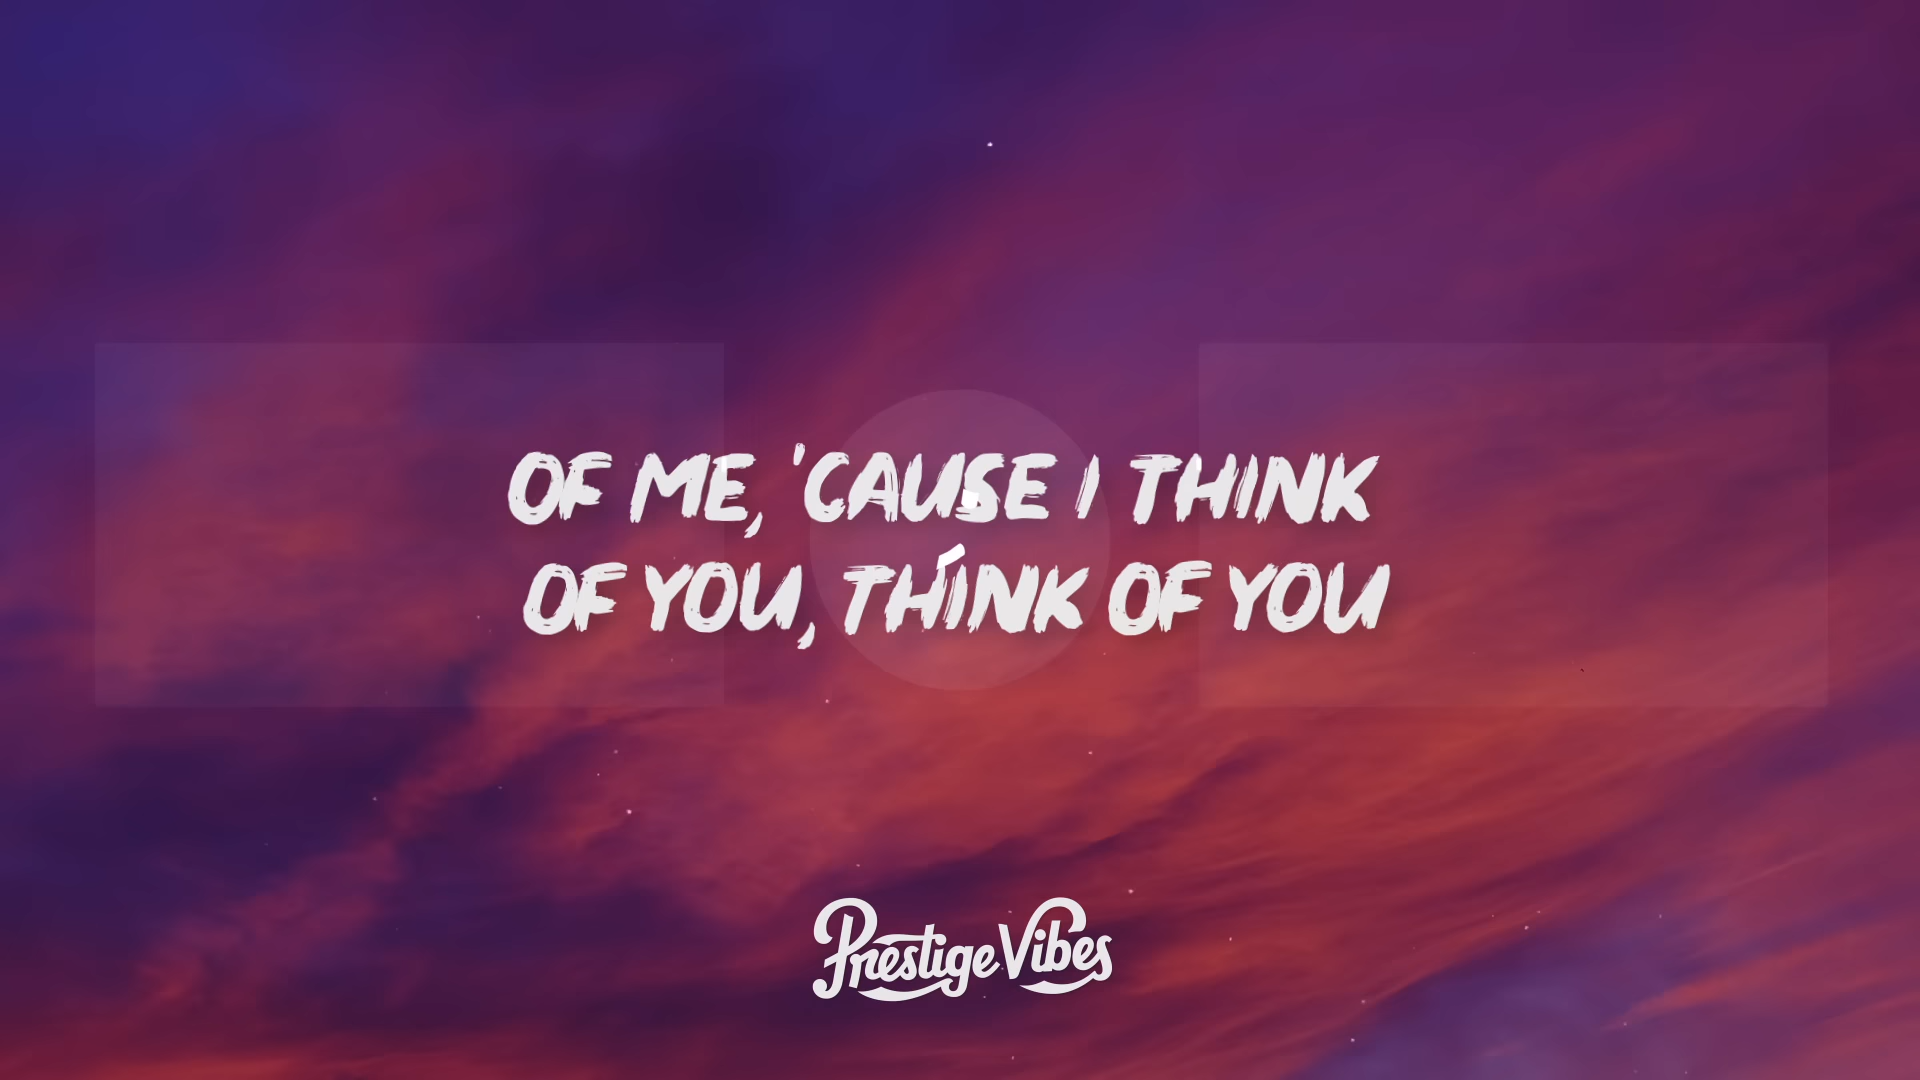 OF ME, 'CAUSE I THINK
OF YOU, THINK OF YOU
Prestige Vibes